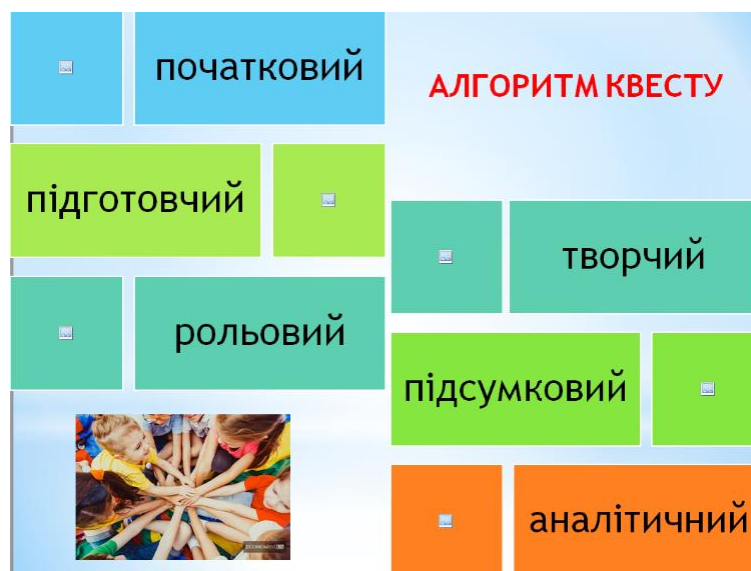 початковий
АЛГОРИТМ КВЕСТУ
підготовчий
рольовий
творчий
підсумковий
аналітичний